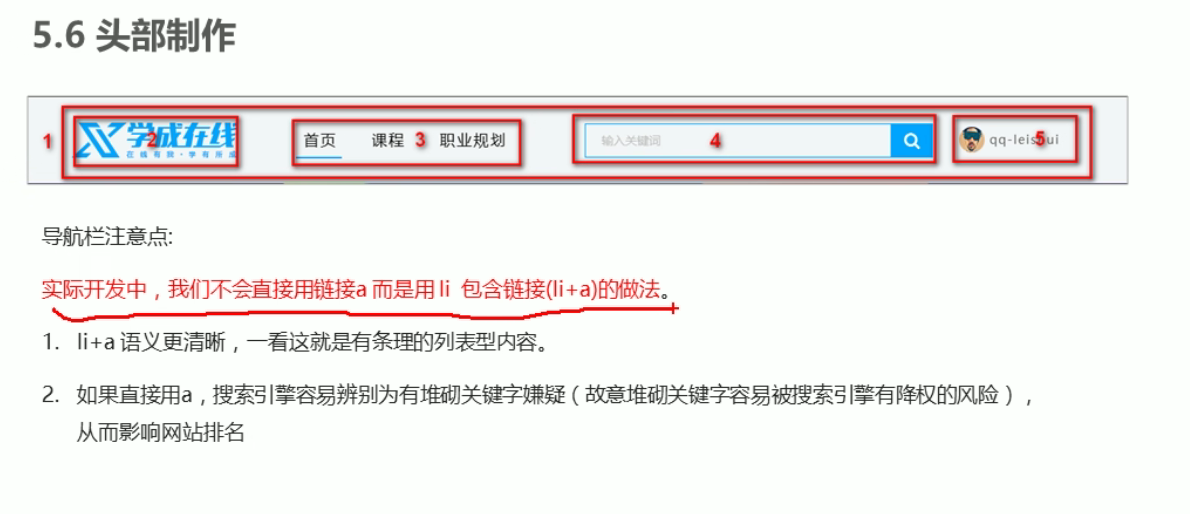 5.6 头部制作
1
学成在线
2
在线有我·学有所成
首页 课程 3 职业规划
输入关键词
4
5
导航栏注意点:
实际开发中，我们不会直接用链接a 而是用 li 包含链接(li+a)的做法。
1. li+a 语义更清晰，一看这就是有条理的列表型内容。
2. 如果直接用a，搜索引擎容易辨别为有堆砌关键字嫌疑（故意堆砌关键字容易被搜索引擎有降权的风险），
从而影响网站排名